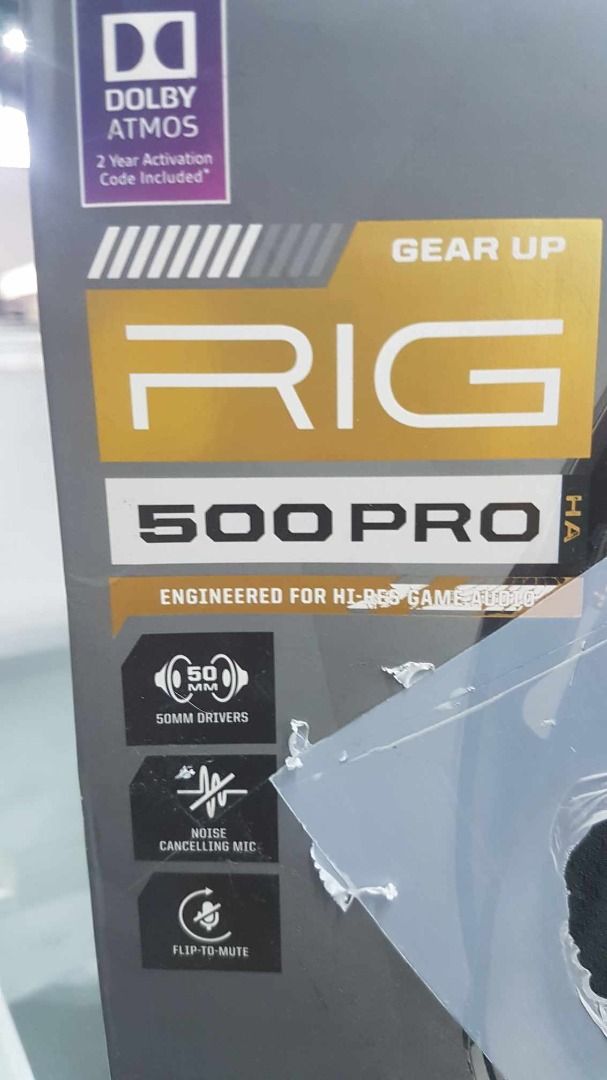 DOLBY
ATMOS
2 Year Activation
Code Included*
GEAR UP
RIG
500 PRO
HA
ENGINEERED FOR HI-RES GAME AUDIO
50
MM
50MM DRIVERS
NOISE
CANCELLING MIC
FLIP-TO-MUTE